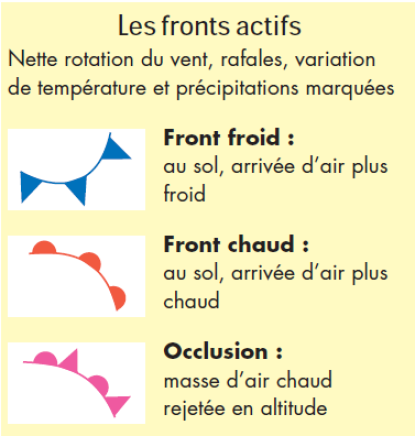 Les fronts actifs
Nette rotation du vent, rafales, variation
de température et précipitations marquées
Front froid :
au sol, arrivée d'air plus
froid
Front chaud :
au sol, arrivée d'air plus
chaud
Occlusion :
masse d'air chaud
rejetée en altitude